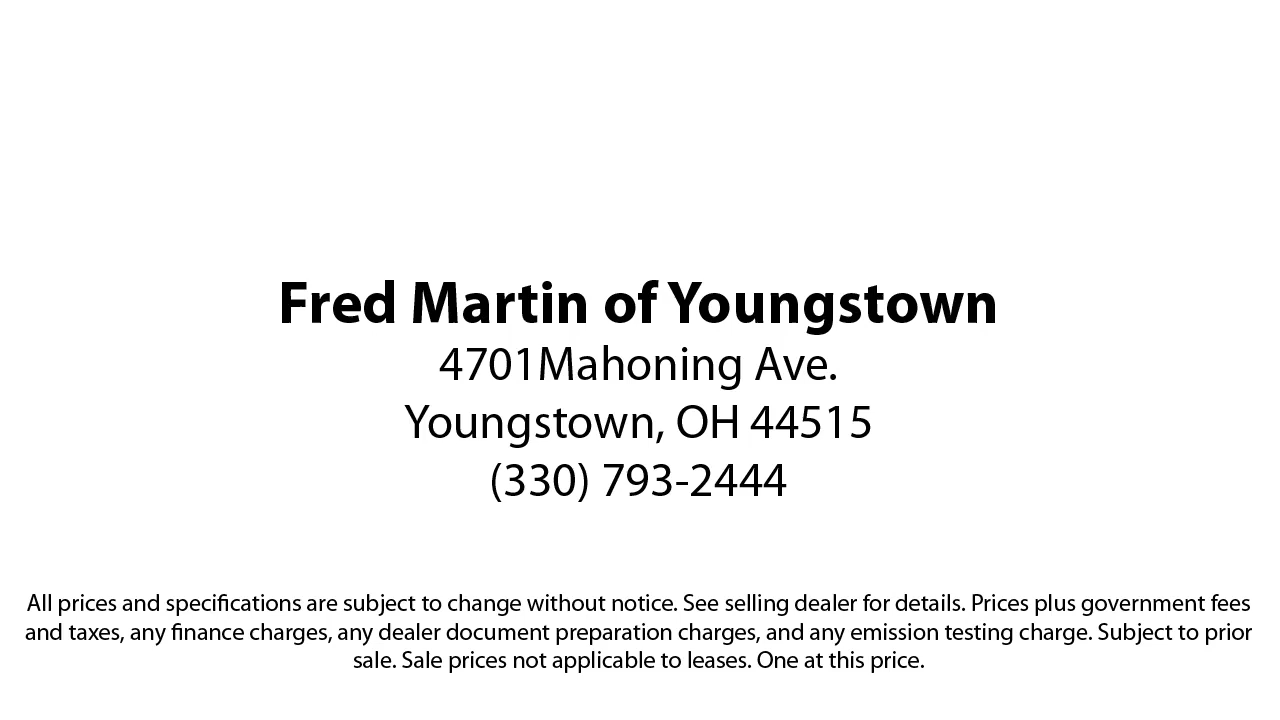 Fred Martin of Youngstown
4701Mahoning Ave.
Youngstown, OH 44515
(330) 793-2444
All prices and specifications are subject to change without notice. See selling dealer for details. Prices plus government fees
and taxes, any finance charges, any dealer document preparation charges, and any emission testing charge. Subject to prior
sale. Sale prices not applicable to leases. One at this price.